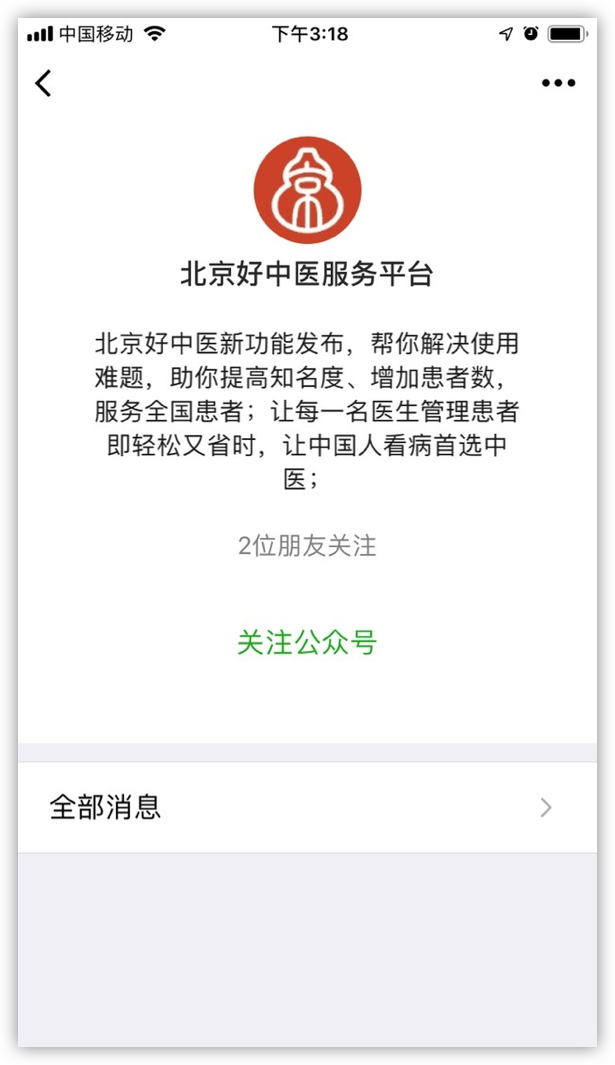 中国移动 下午3:18
京
北京好中医服务平台
北京好中医新功能发布，帮你解决使用
难题，助你提高知名度、增加患者数，
服务全国患者；让每一名医生管理患者
即轻松又省时，让中国人看病首选中
医；
2位朋友关注
关注公众号
全部消息